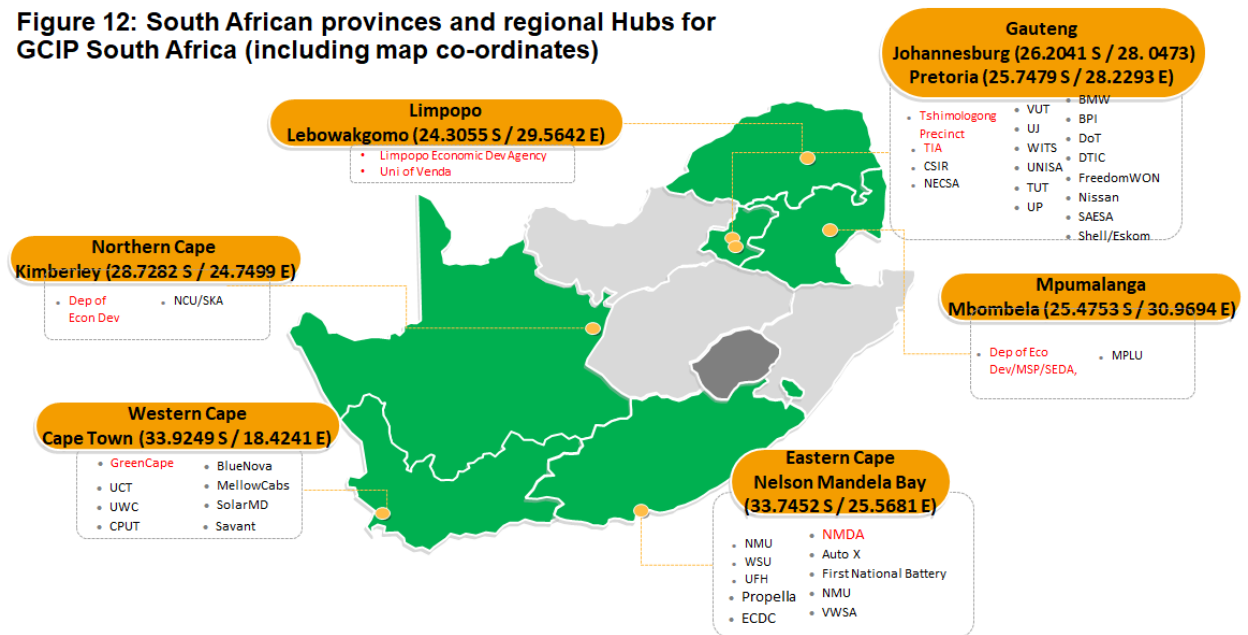 Figure 12: South African provinces and regional Hubs for
GCIP South Africa (including map co-ordinates)
Gauteng
Johannesburg (26.2041 S / 28. 0473)
Pretoria (25.7479 S / 28.2293 E)
Tshimologong
Precinct
TIA
CSIR
NECSA
VUT
UJ
WITS
UNISA
TUT
UP
BMW
BPI
DoT
DTIC
FreedomWON
Nissan
SAESA
Shell/Eskom
Limpopo
Lebowakgomo (24.3055 S / 29.5642 E)
Limpopo Economic Dev Agency
Uni of Venda
Northern Cape
Kimberley (28.7282 S / 24.7499 E)
Dep of
Econ Dev
NCU/SKA
Mpumalanga
Mbombela (25.4753 S / 30.9694 E)
Dep of Eco
Dev/MSP/SEDA,
MPLU
Western Cape
Cape Town (33.9249 S / 18.4241 E)
GreenCape
UCT
UWC
CPUT
BlueNova
MellowCabs
SolarMD
Savant
Eastern Cape
Nelson Mandela Bay
(33.7452 S / 25.5681 E)
NMU
WSU
UFH
Propella
ECDC
NMDA
Auto X
First National Battery
NMU
VWSA